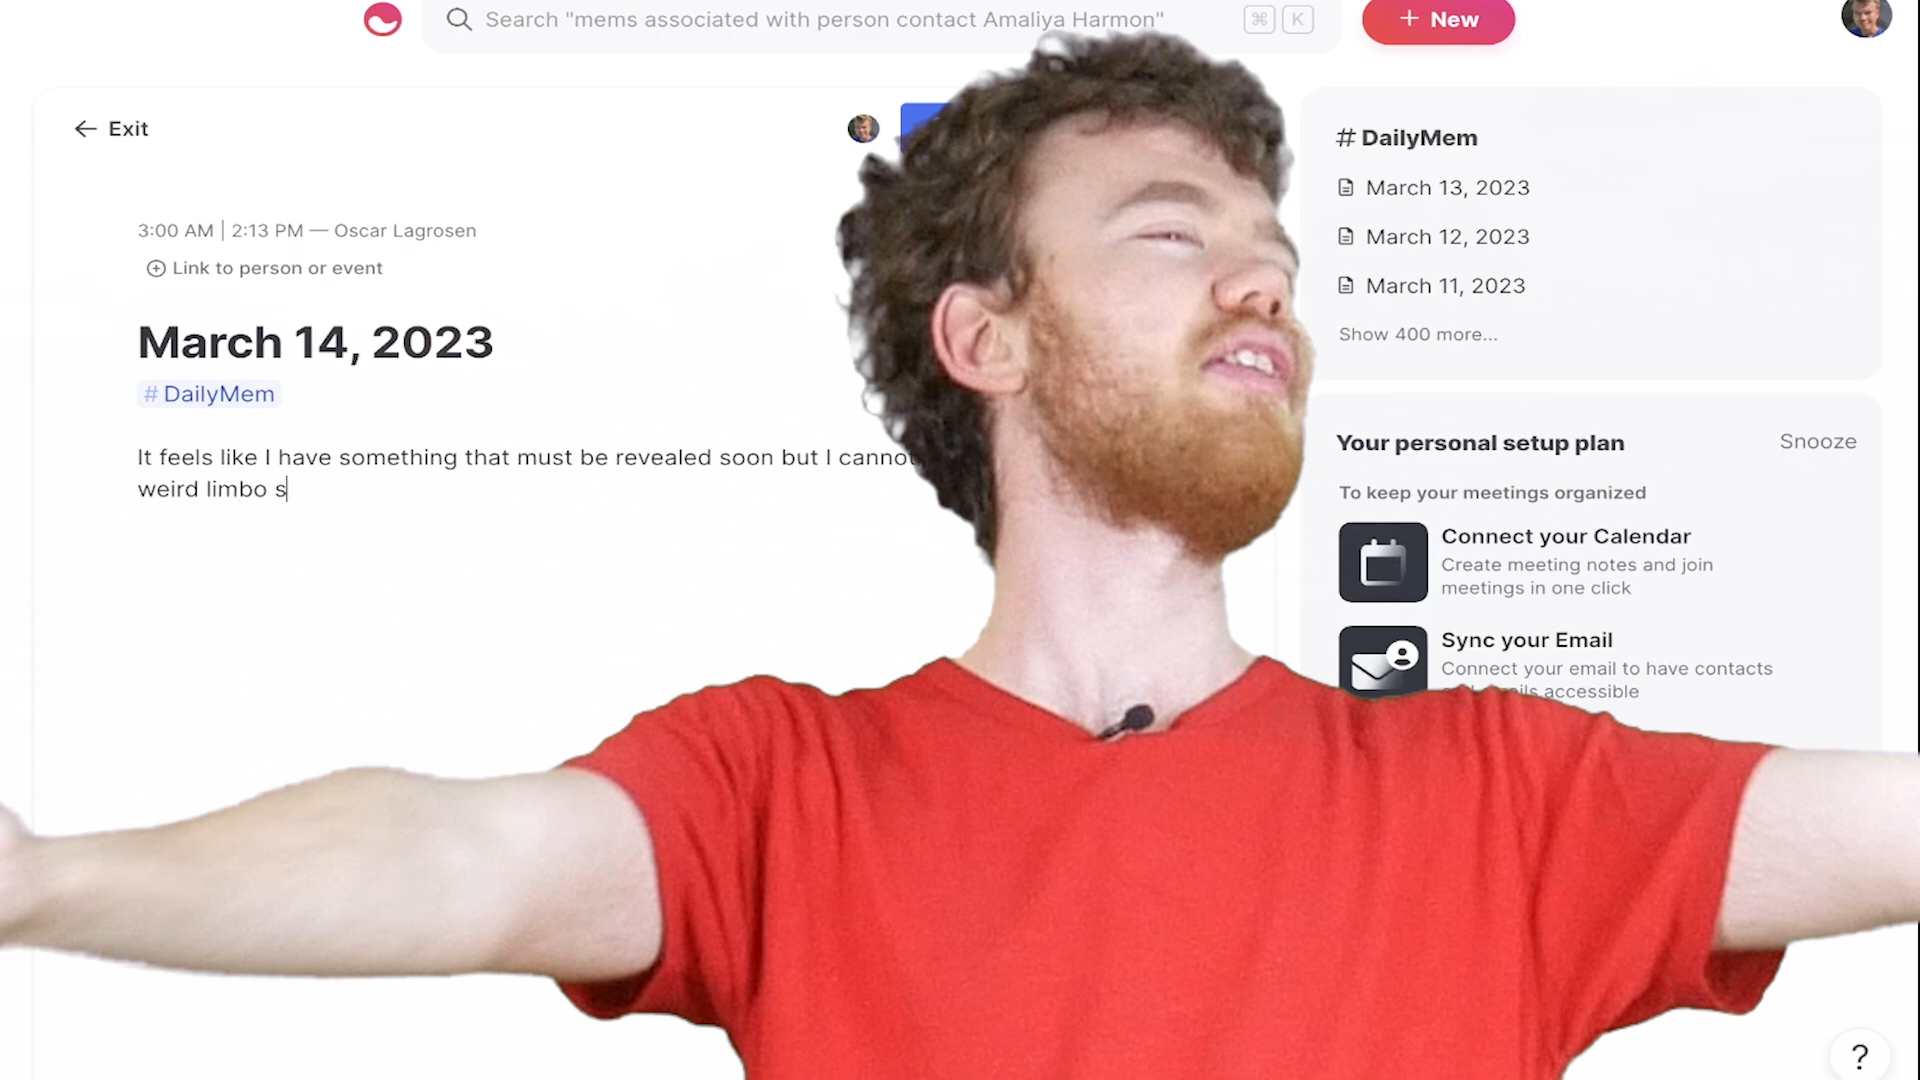 Search "mems associated with person contact Amaliya Harmon"
⌘ K
+ New
← Exit
3:00 AM | 2:13 PM — Oscar Lagrosen
Link to person or event
March 14, 2023
# DailyMem
It feels like I have something that must be revealed soon but I
weird limbo s
# DailyMem
March 13, 2023
March 12, 2023
March 11, 2023
Show 400 more...
Your personal setup plan
Snooze
To keep your meetings organized
Connect your Calendar
Create meeting notes and join
meetings in one click
Sync your Email
Connect your email to have contacts
accessible
?